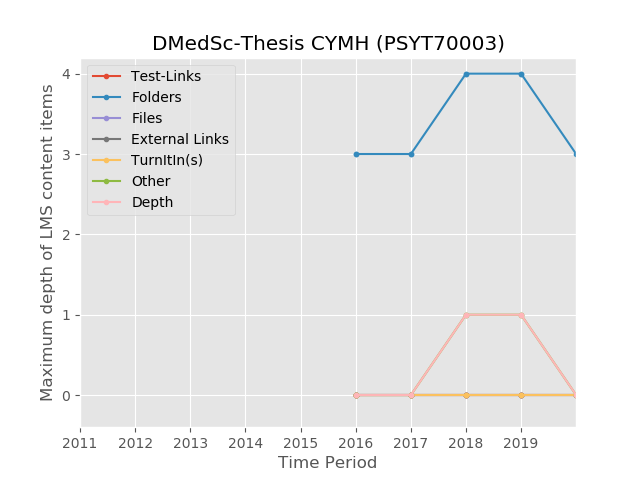 DMedSc-Thesis CYMH (PSYT70003)
Test-Links
Folders
Files
External Links
TurnItIn(s)
Other
Depth
Maximum depth of LMS content items
4
3
2
1
0
2011 2012 2013 2014 2015 2016 2017 2018 2019
Time Period